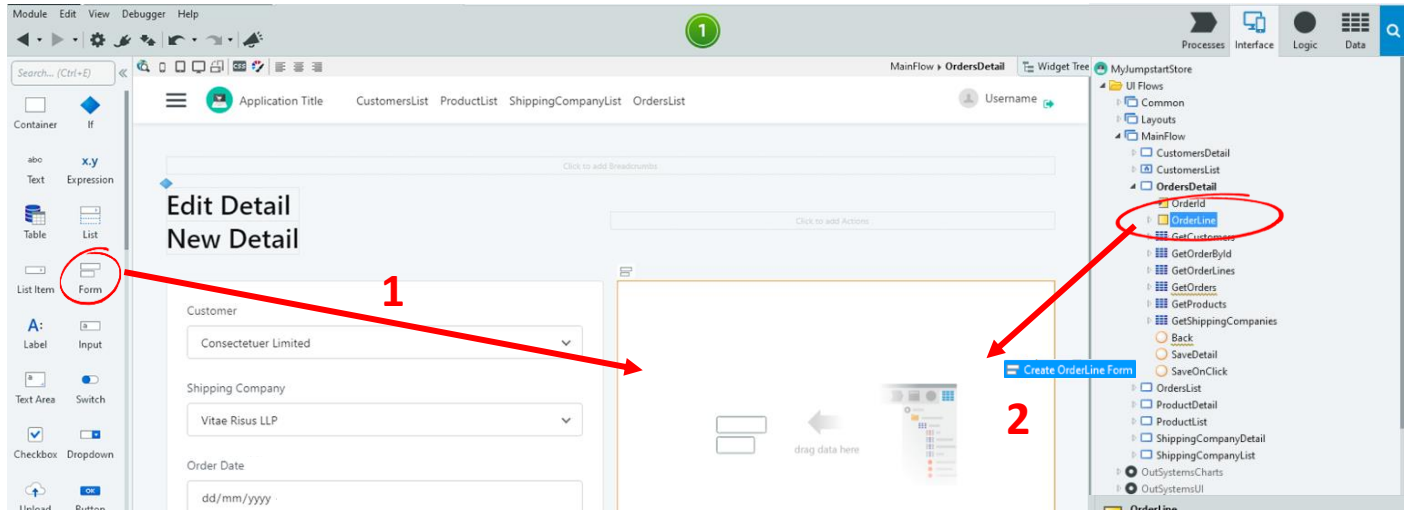 Module Edit View Debugger Help
1
Processes Interface Logic Data
Search... (Ctrl+E)
css
MainFlow ▸ OrdersDetail Widget Tree
MyJumpstartStore
UI Flows
Common
Layouts
MainFlow
CustomersDetail
CustomersList
OrdersDetail
OrderId
OrderLine
GetCustomers
GetOrderById
GetOrderLines
GetOrders
GetProducts
GetShippingCompanies
Back
SaveDetail
SaveOnClick
OrdersList
ProductDetail
ProductList
ShippingCompanyDetail
ShippingCompanyList
OutSystemsCharts
OutSystemsUI
OrderLine
Container If
abc x.y
Text Expression
Table List
List Item Form
A: a
Label Input
a
Text Area Switch
Checkbox Dropdown
OK
Upload Button
Application Title CustomersList ProductList ShippingCompanyList OrdersList Username
Click to add Breadcrumbs
Edit Detail
New Detail
Click to add Actions
Customer
Consectetuer Limited
Shipping Company
Vitae Risus LLP
Order Date
dd/mm/yyyy
drag data here
1
Create OrderLine Form
2